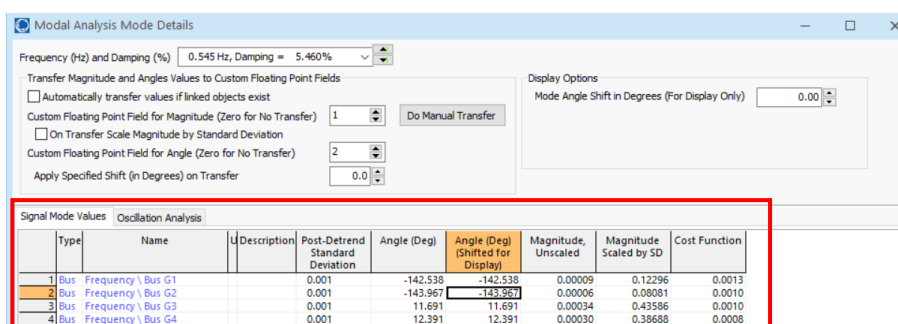 Modal Analysis Mode Details
Frequency (Hz) and Damping (%) 0.545 Hz, Damping = 5.460%
Transfer Magnitude and Angles Values to Custom Floating Point Fields
Automatically transfer values if linked objects exist
Custom Floating Point Field for Magnitude (Zero for No Transfer) 1 Do Manual Transfer
On Transfer Scale Magnitude by Standard Deviation
Custom Floating Point Field for Angle (Zero for No Transfer) 2
Apply Specified Shift (in Degrees) on Transfer 0.0
Display Options
Mode Angle Shift in Degrees (For Display Only) 0.00
Signal Mode Values Oscillation Analysis
Type Name U Description Post-Detrend Angle (Deg) Angle (Deg) Magnitude, Magnitude Cost Function
Standard (Shifted for Unscaled Scaled by SD
Deviation Display)
1 Bus Frequency \ Bus G1 0.001 -142.538 -142.538 0.00009 0.12296 0.0013
2 Bus Frequency \ Bus G2 0.001 -143.967 -143.967 0.00006 0.08081 0.0010
3 Bus Frequency \ Bus G3 0.001 11.691 11.691 0.00034 0.43586 0.0010
4 Bus Frequency \ Bus G4 0.001 12.391 12.391 0.00030 0.38688 0.0008